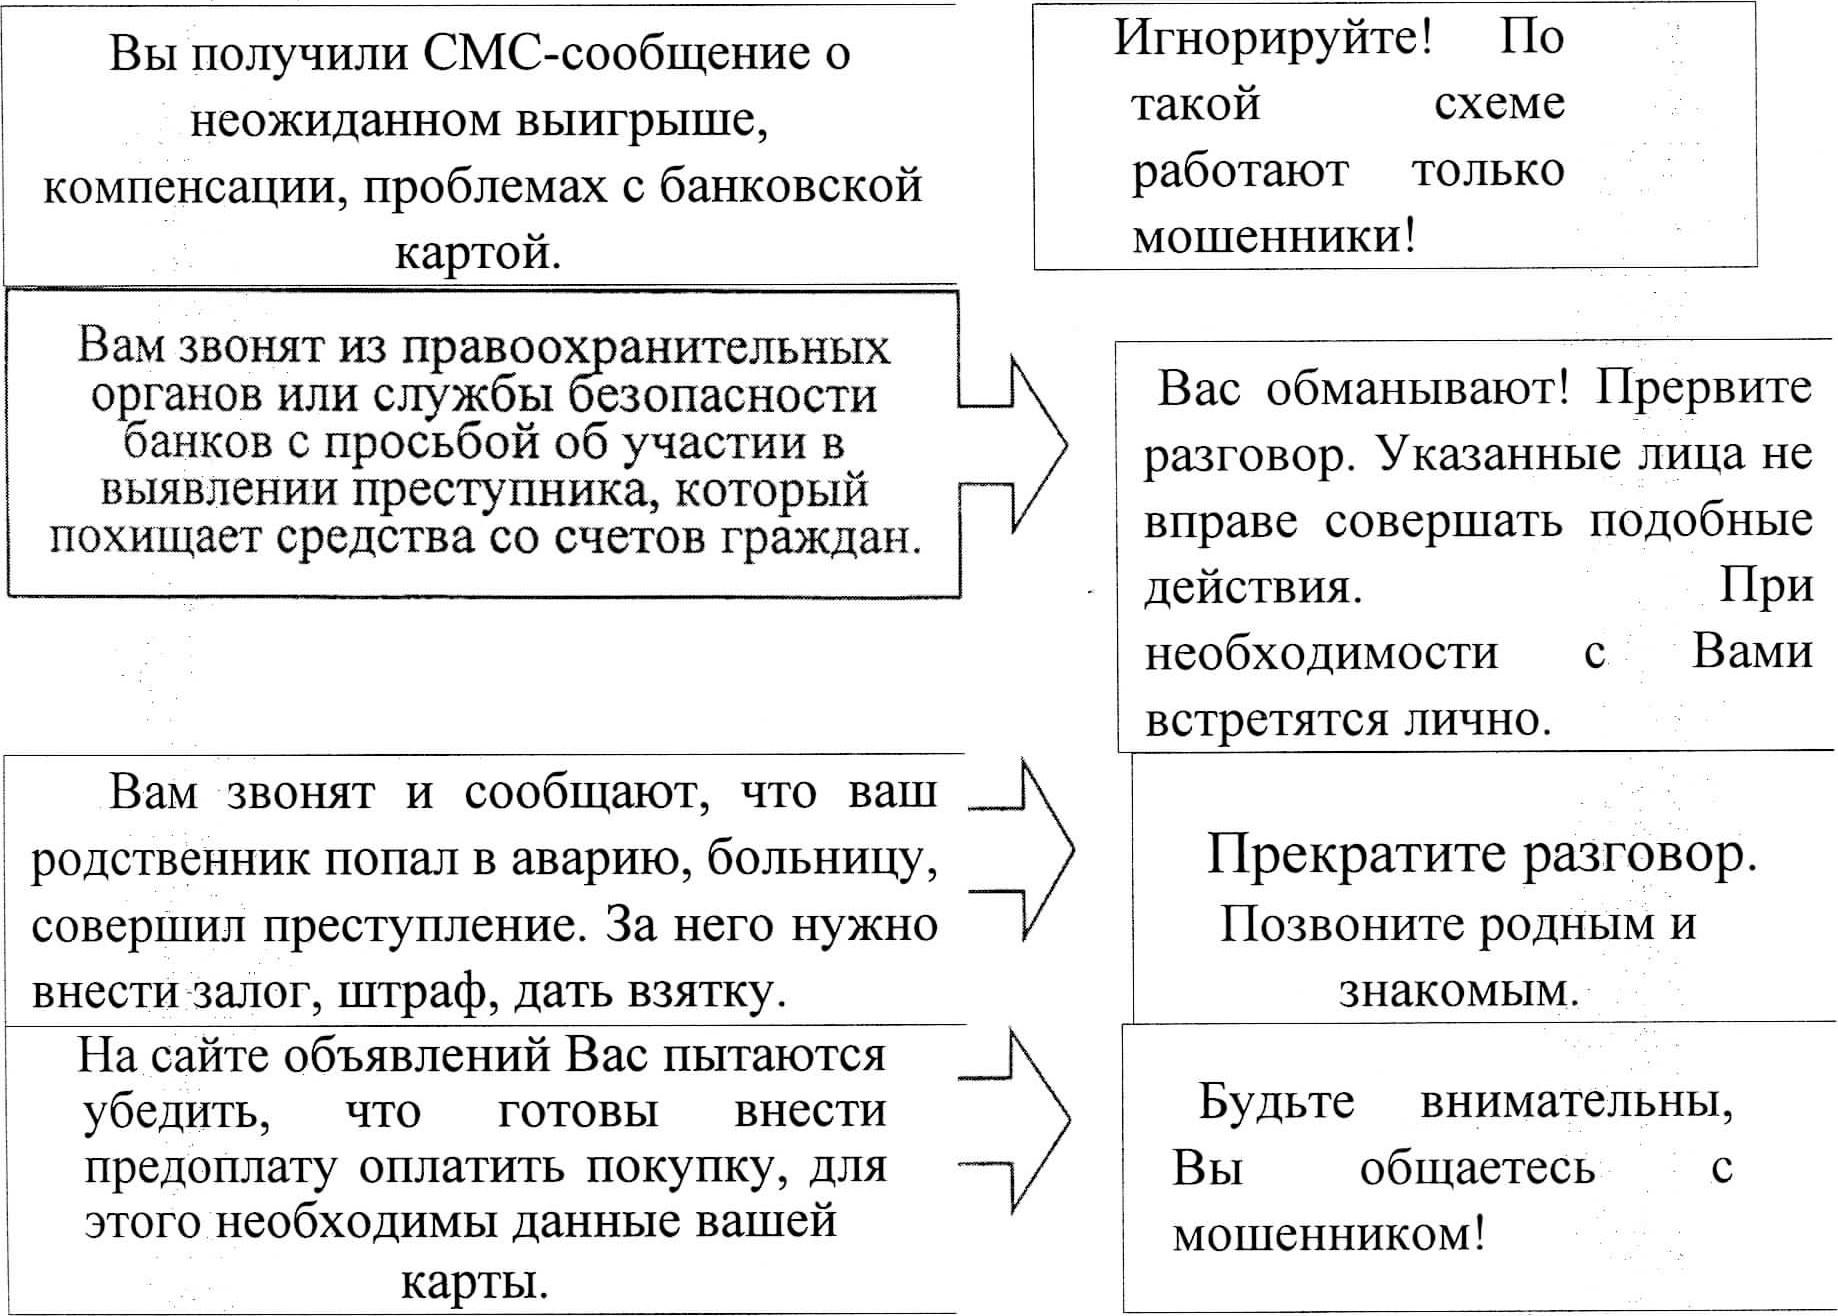 Вы получили СМС-сообщение о
неожиданном выигрыше,
компенсации, проблемах с банковской
картой.
Игнорируйте! По
такой схеме
работают только
мошенники!
Вам звонят из правоохранительных
органов или службы безопасности
банков с просьбой об участии в
выявлении преступника, который
похищает средства со счетов граждан.
Вас обманывают! Прервите
разговор. Указанные лица не
вправе совершать подобные
действия. При
необходимости с Вами
встретятся лично.
Вам звонят и сообщают, что ваш
родственник попал в аварию, больницу,
совершил преступление. За него нужно
внести залог, штраф, дать взятку.
Прекратите разговор.
Позвоните родным и
знакомым.
На сайте объявлений Вас пытаются
убедить, что готовы внести
предоплату оплатить покупку, для
этого необходимы данные вашей
карты.
Будьте внимательны,
Вы общаетесь с
мошенником!